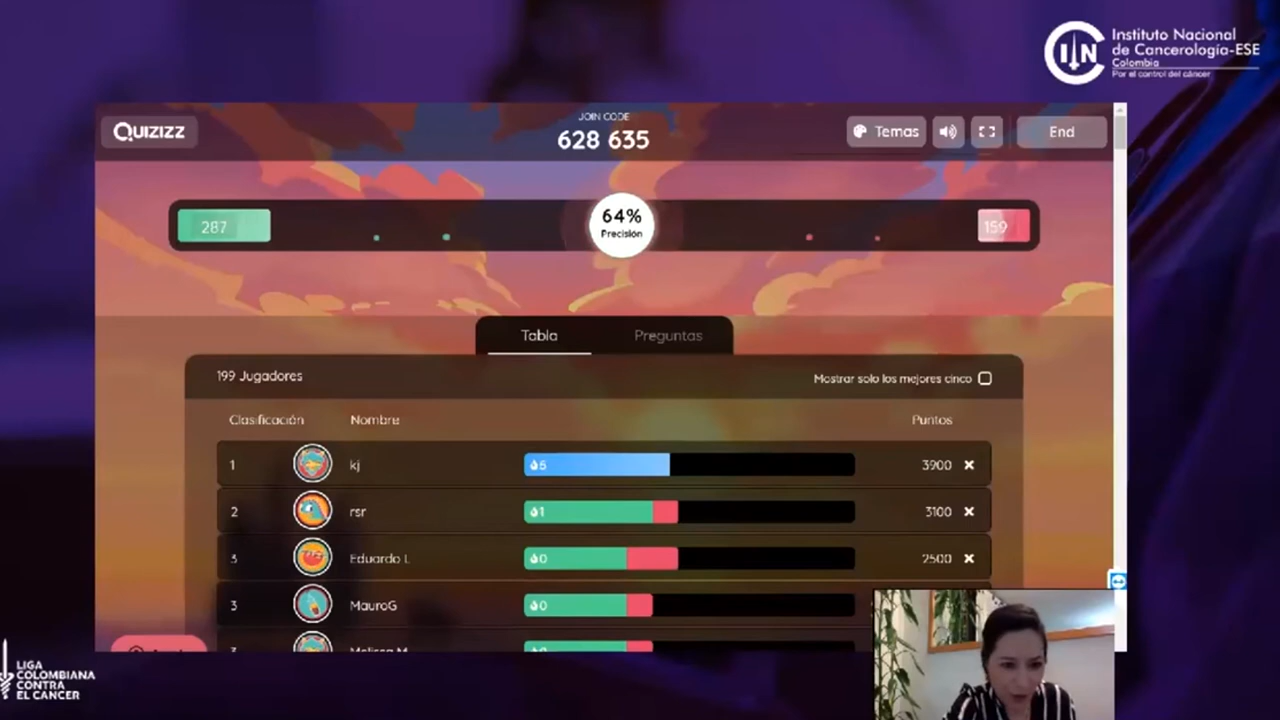 Instituto Nacional
de Cancerología-ESE
Colombia
Por el control del cáncer
QUIZIZZ
JOIN CODE
628 635
Temas
End
287
64%
Precisión
159
Tabla
Preguntas
199 Jugadores
Mostrar solo los mejores cinco
Clasificación
Nombre
Puntos
1
kj
5
3900
2
rsr
1
3100
3
Eduardo L
0
2500
3
MauroG
0
Melissa M
LIGA
COLOMBIANA
CONTRA
EL CANCER